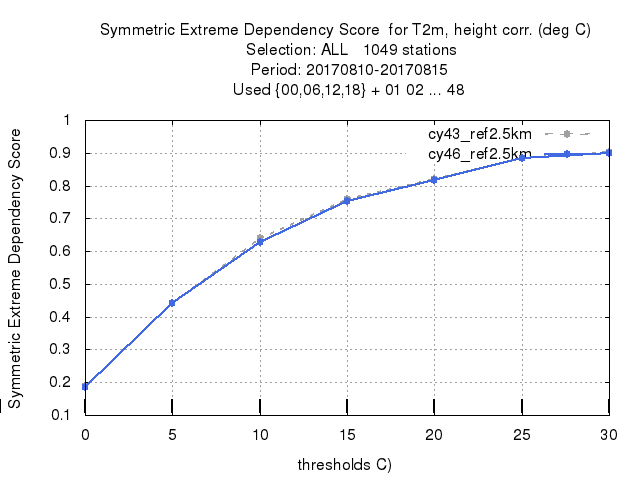 Symmetric Extreme Dependency Score for T2m, height corr. (deg C)
Selection: ALL 1049 stations
Period: 20170810-20170815
Used {00,06,12,18} + 01 02 ... 48
Symmetric Extreme Dependency Score
1
0.9
0.8
0.7
0.6
0.5
0.4
0.3
0.2
0.1
cy43_ref2.5km
cy46_ref2.5km
0 5 10 15 20 25 30
thresholds C)